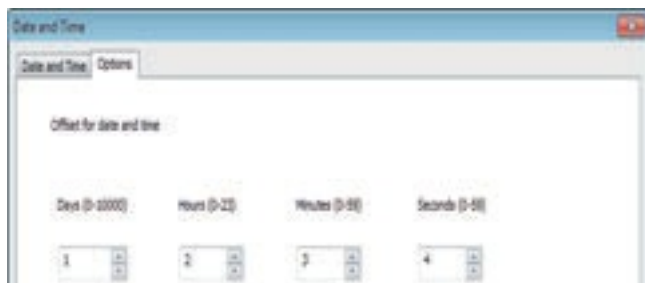 Date and Time
Date and Time Options
Offset for date and time
Days (0-10000) Hours (0-23) Minutes (0-59) Seconds (0-59)
1 2 3 4